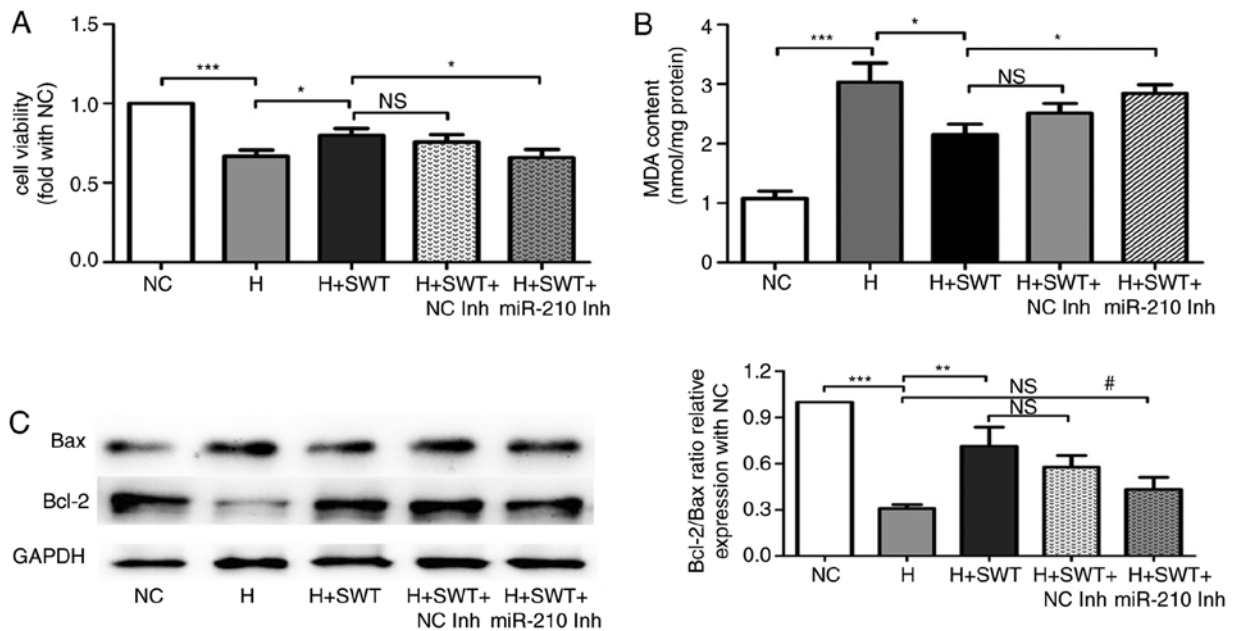 A
cell viability
(fold with NC)
1.5
1.0
0.5
0.0
***
*
*
NS
NC
H
H+SWT
H+SWT+
NC Inh
H+SWT+
miR-210 Inh
B
MDA content
(nmol/mg protein)
4
3
2
1
0
***
*
*
NS
NC
H
H+SWT
H+SWT+
NC Inh
H+SWT+
miR-210 Inh
C
Bax
Bcl-2
GAPDH
NC
H
H+SWT
H+SWT+
NC Inh
H+SWT+
miR-210 Inh
Bcl-2/Bax ratio relative
expression with NC
1.2
0.9
0.6
0.3
0.0
***
**
NS
#
NS
NC
H
H+SWT
H+SWT+
NC Inh
H+SWT+
miR-210 Inh